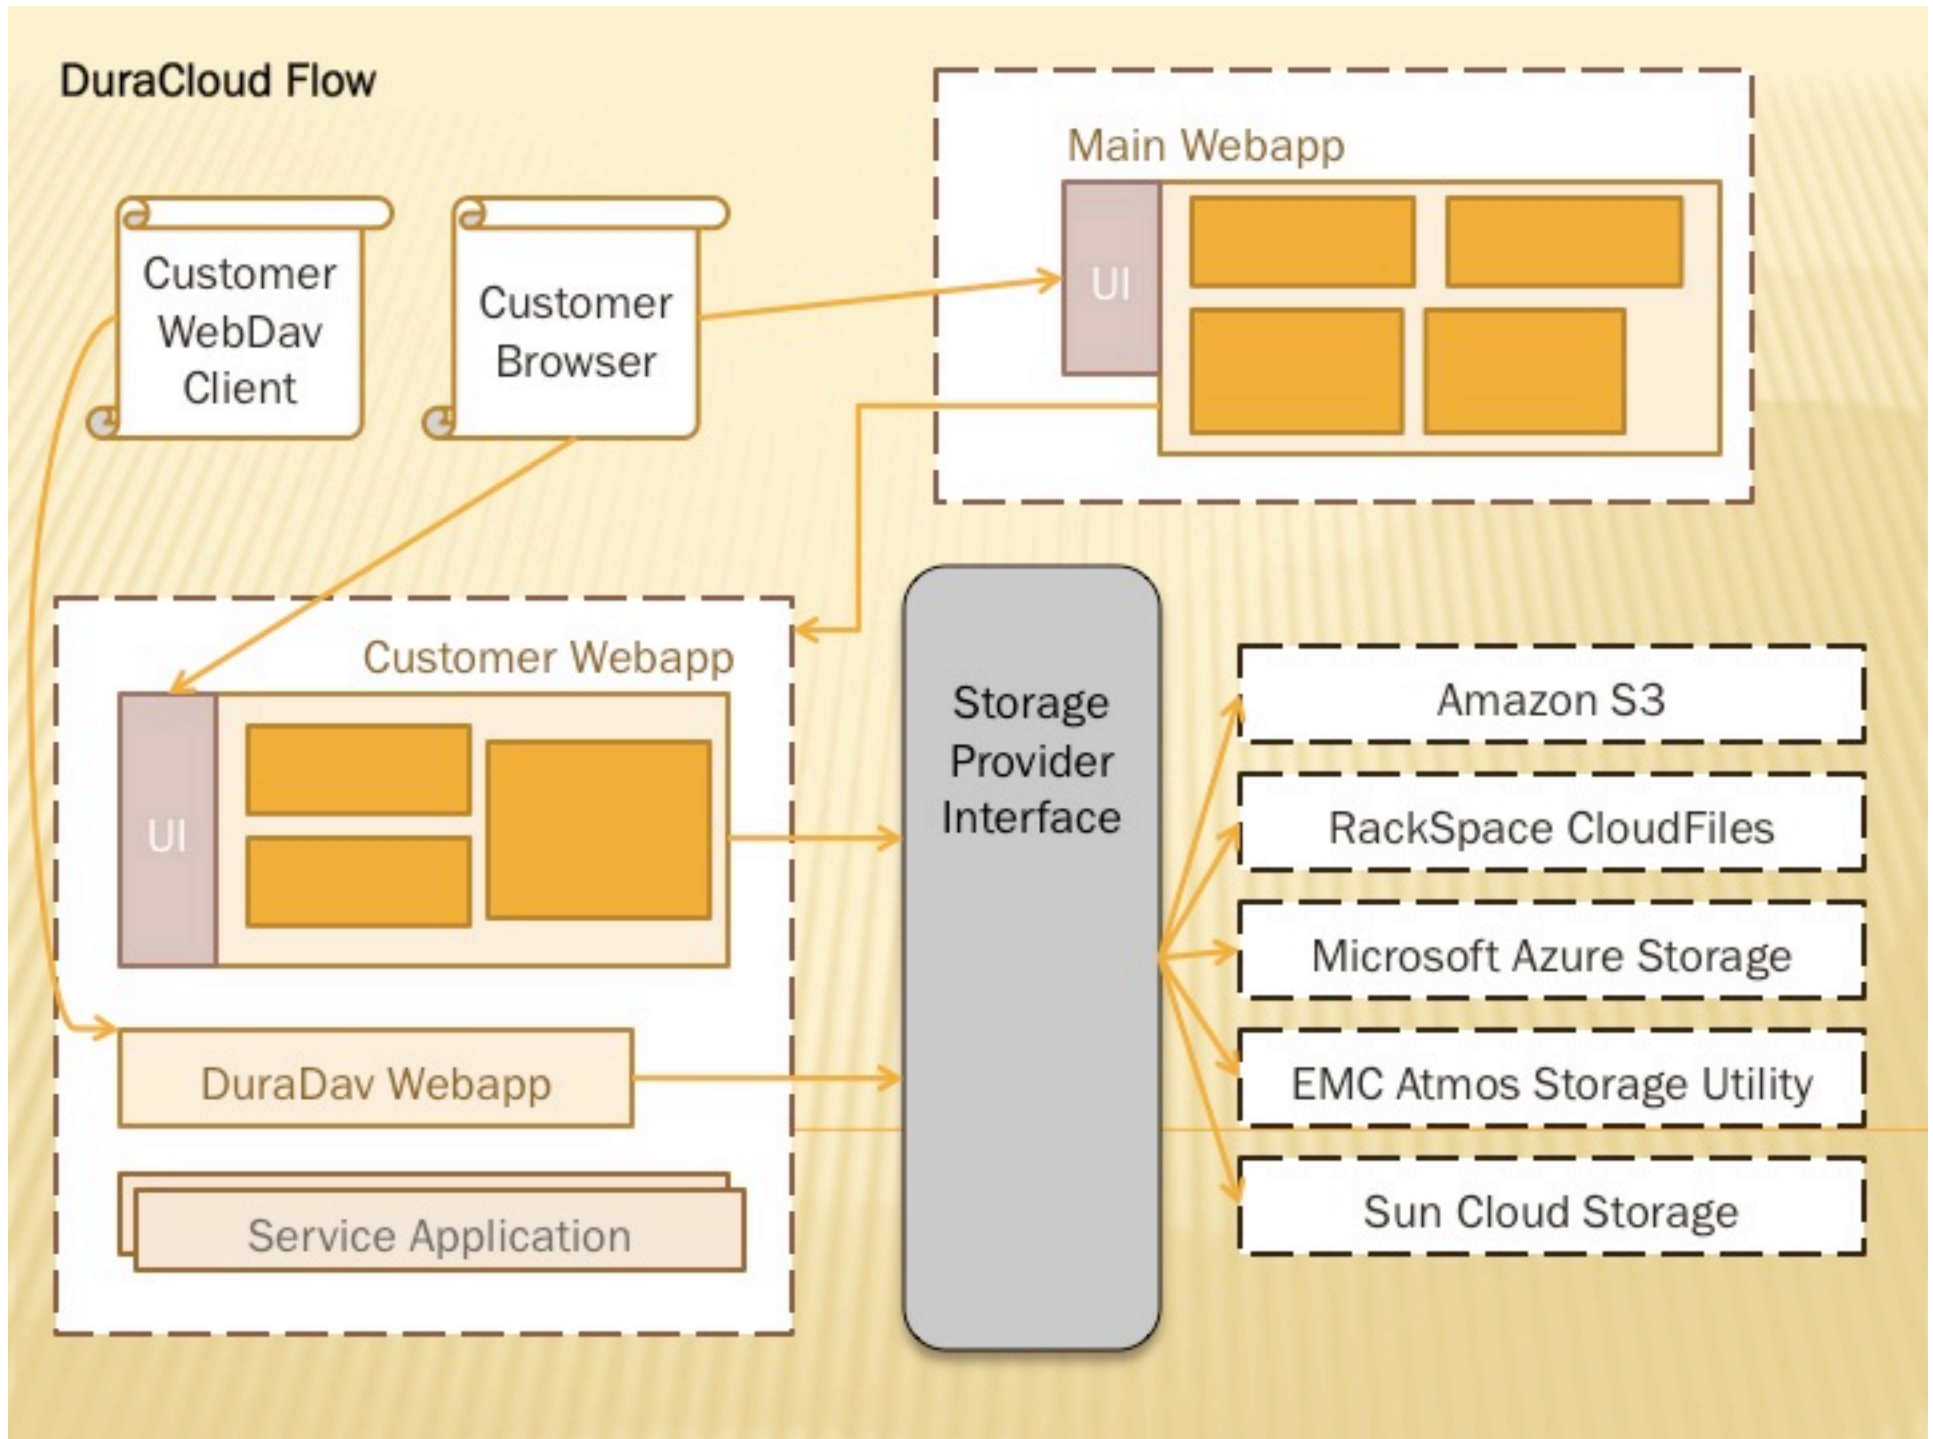 DuraCloud Flow
Main Webapp
UI
Customer
WebDav
Client
Customer
Browser
Customer Webapp
UI
DuraDav Webapp
Service Application
Storage
Provider
Interface
Amazon S3
RackSpace CloudFiles
Microsoft Azure Storage
EMC Atmos Storage Utility
Sun Cloud Storage